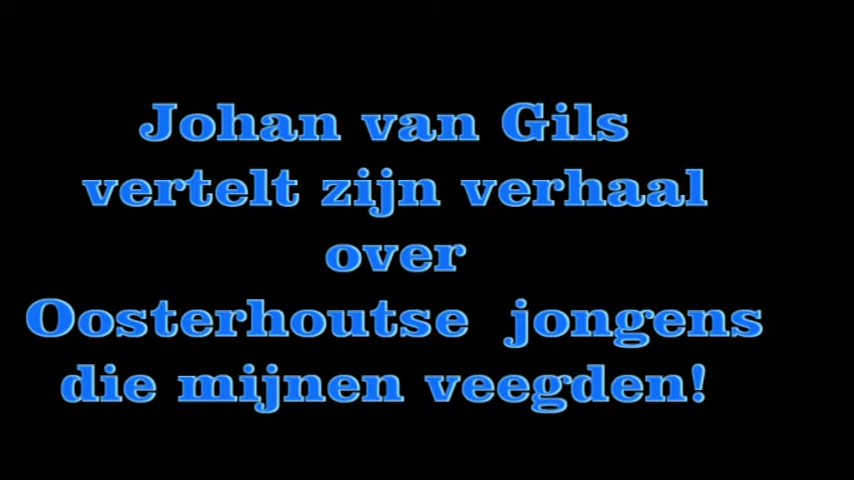 Johan van Gils
vertelt zijn verhaal
over
Oosterhoutse jongens
die mijnen veegden!